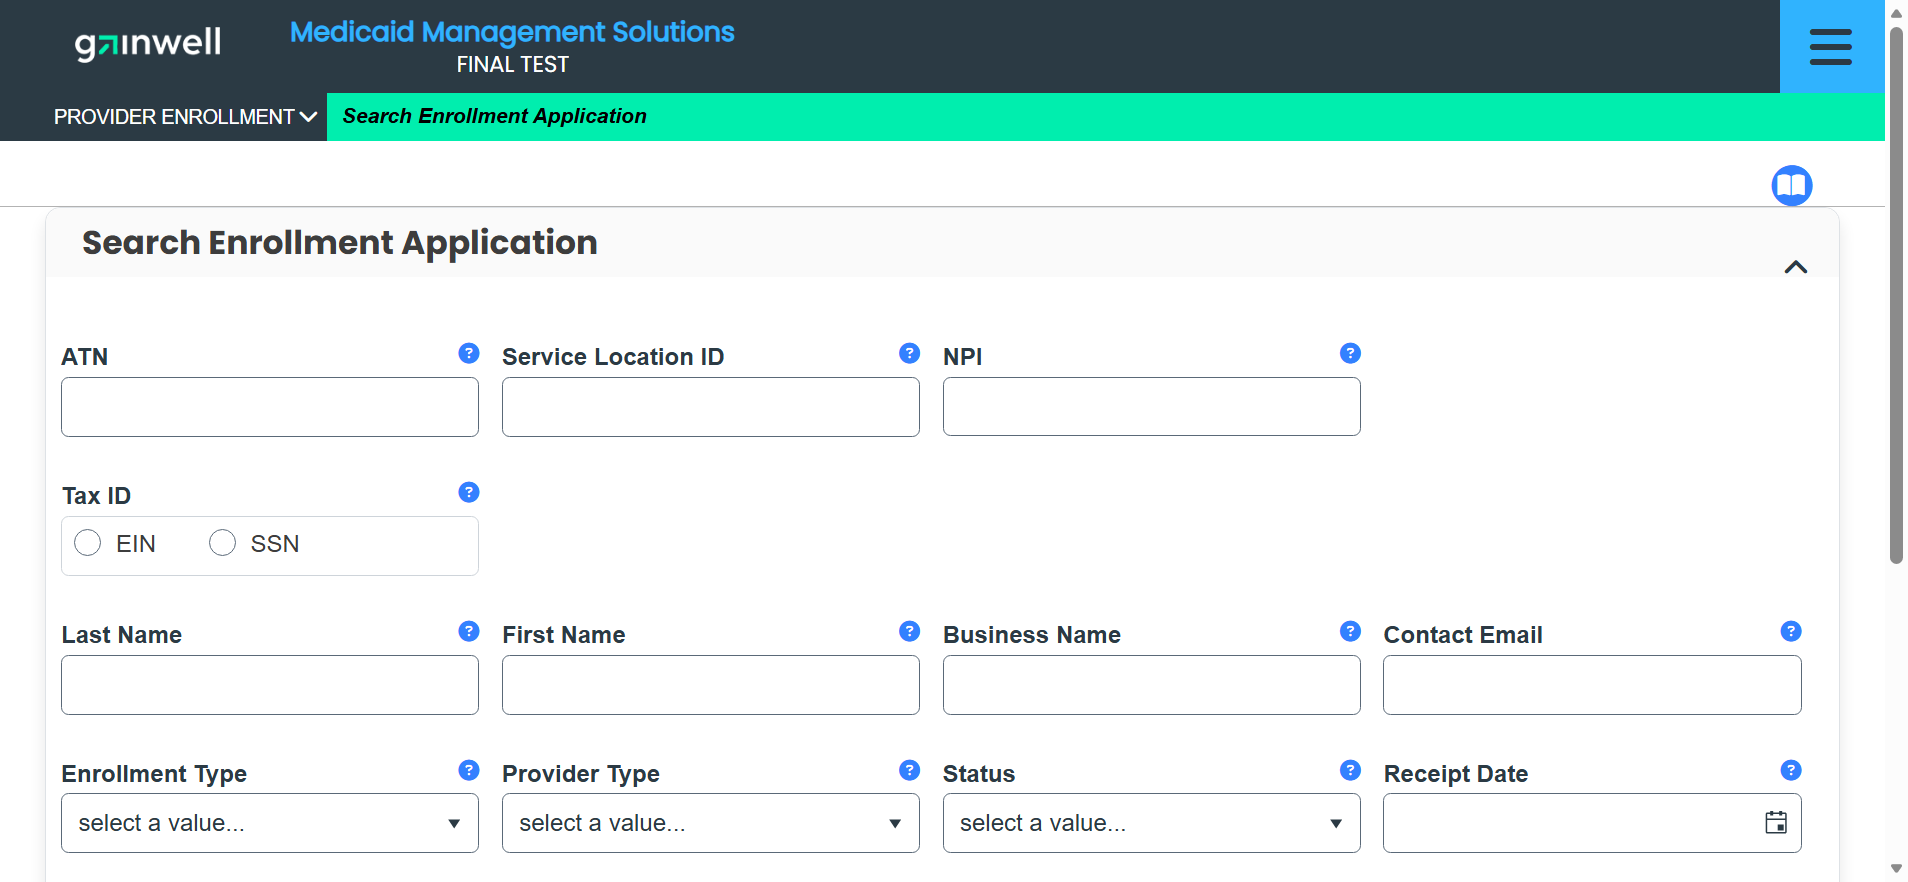 gainwell
Medicaid Management Solutions
FINAL TEST
PROVIDER ENROLLMENT
Search Enrollment Application
Search Enrollment Application
ATN ?
Service Location ID ?
NPI ?
Tax ID ?
EIN SSN
Last Name ?
First Name ?
Business Name ?
Contact Email ?
Enrollment Type ?
Provider Type ?
Status ?
Receipt Date ?
select a value...
select a value...
select a value...